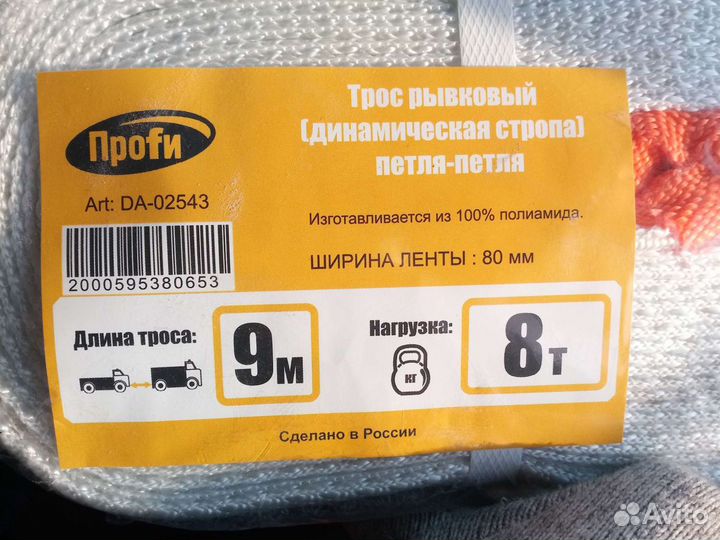 Проfи
Art: DA-02543
2000595380653
Трос рывковый
(динамическая стропа)
петля-петля
Изготавливается из 100% полиамида.
ШИРИНА ЛЕНТЫ : 80 мм
Длина троса:
9м
Нагрузка:
кг
8т
Сделано в России
Avito